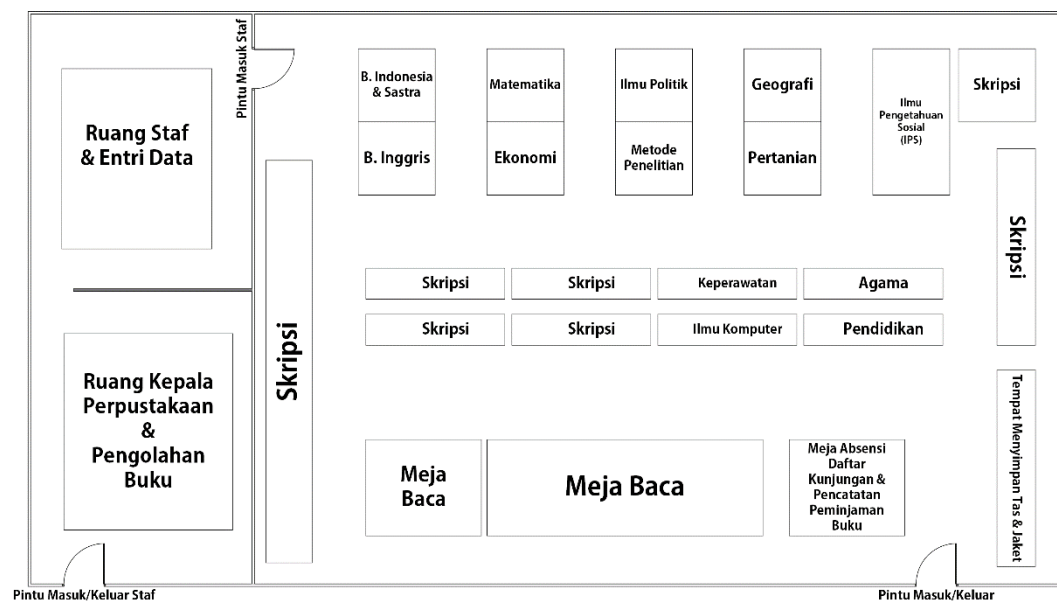 Pintu Masuk Staf
Ruang Staf
& Entri Data
B. Indonesia
& Sastra
Matematika
Ilmu Politik
Geografi
Ilmu
Pengetahuan
Sosial
(IPS)
Skripsi
B. Inggris
Ekonomi
Metode
Penelitian
Pertanian
Skripsi
Skripsi
Skripsi
Skripsi
Keperawatan
Agama
Skripsi
Skripsi
Ilmu Komputer
Pendidikan
Ruang Kepala
Perpustakaan
&
Pengolahan
Buku
Meja
Baca
Meja Baca
Meja Absensi
Daftar
Kunjungan &
Pencatatan
Peminjaman
Buku
Tempat Menyimpan Tas & Jaket
Pintu Masuk/Keluar Staf
Pintu Masuk/Keluar